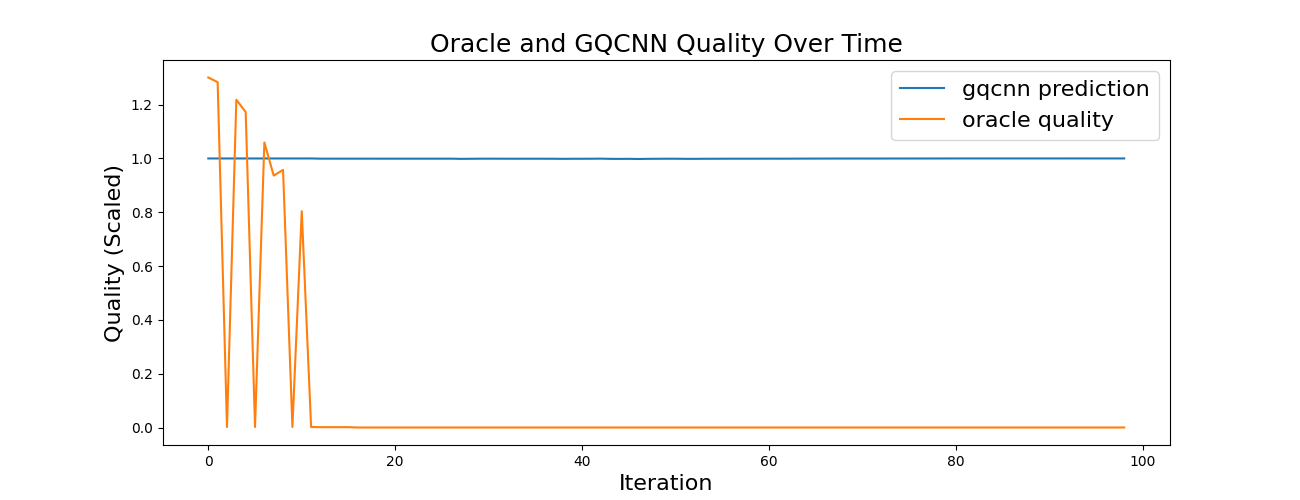 Oracle and GQCNN Quality Over Time
gqcnn prediction
oracle quality
Quality (Scaled)
1.2
1.0
0.8
0.6
0.4
0.2
0.0
0 20 40 60 80 100
Iteration